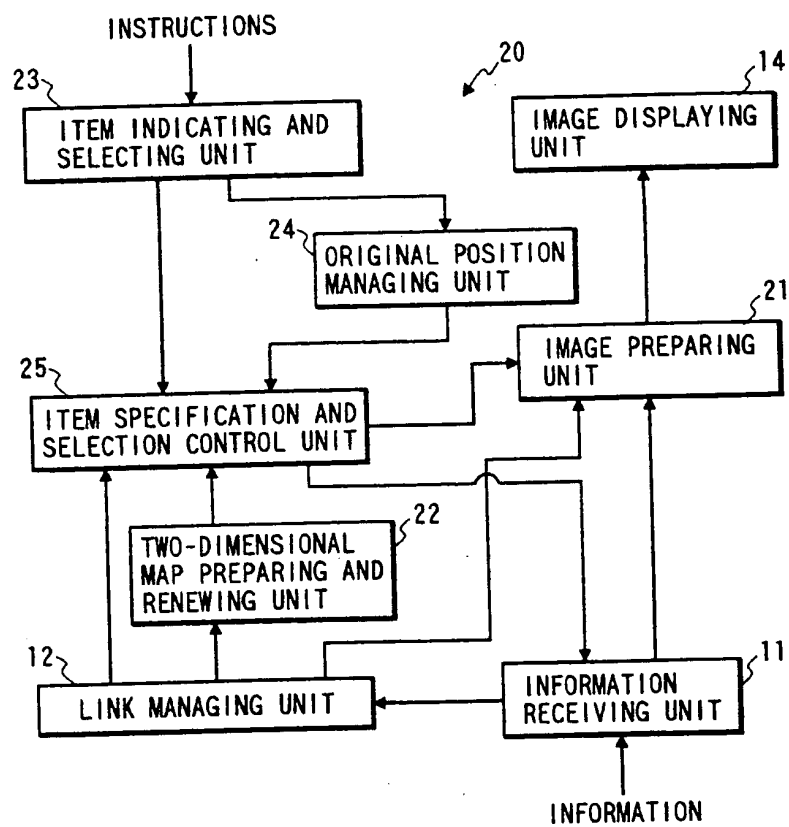 INSTRUCTIONS
20
23
ITEM INDICATING AND
SELECTING UNIT
14
IMAGE DISPLAYING
UNIT
24
ORIGINAL POSITION
MANAGING UNIT
21
IMAGE PREPARING
UNIT
25
ITEM SPECIFICATION AND
SELECTION CONTROL UNIT
22
TWO-DIMENSIONAL
MAP PREPARING AND
RENEWING UNIT
12
LINK MANAGING UNIT
11
INFORMATION
RECEIVING UNIT
INFORMATION